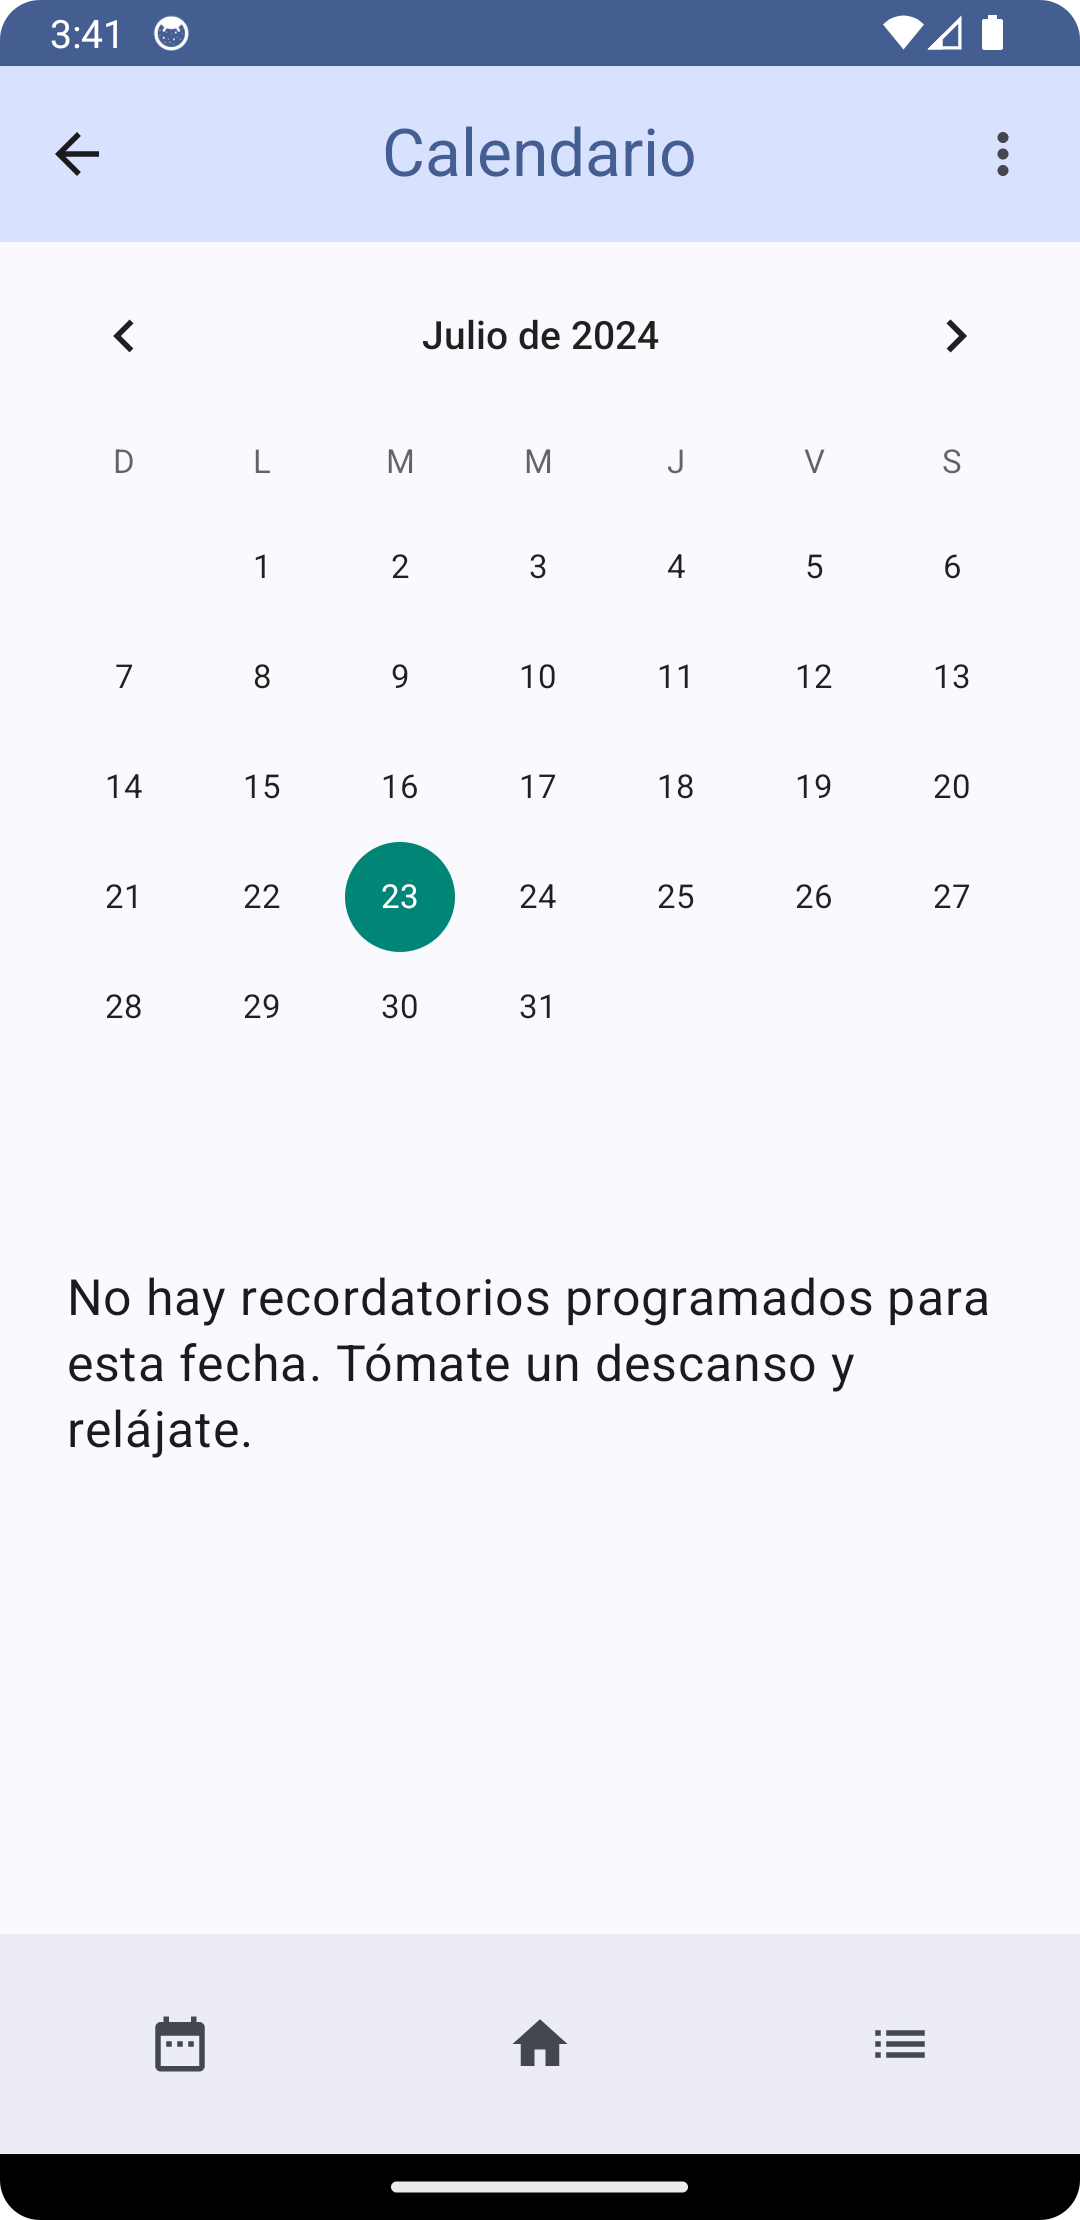 3:41
Calendario
Julio de 2024
D L M M J V S
1 2 3 4 5 6
7 8 9 10 11 12 13
14 15 16 17 18 19 20
21 22 23 24 25 26 27
28 29 30 31
No hay recordatorios programados para
esta fecha. Tómate un descanso y
relájate.